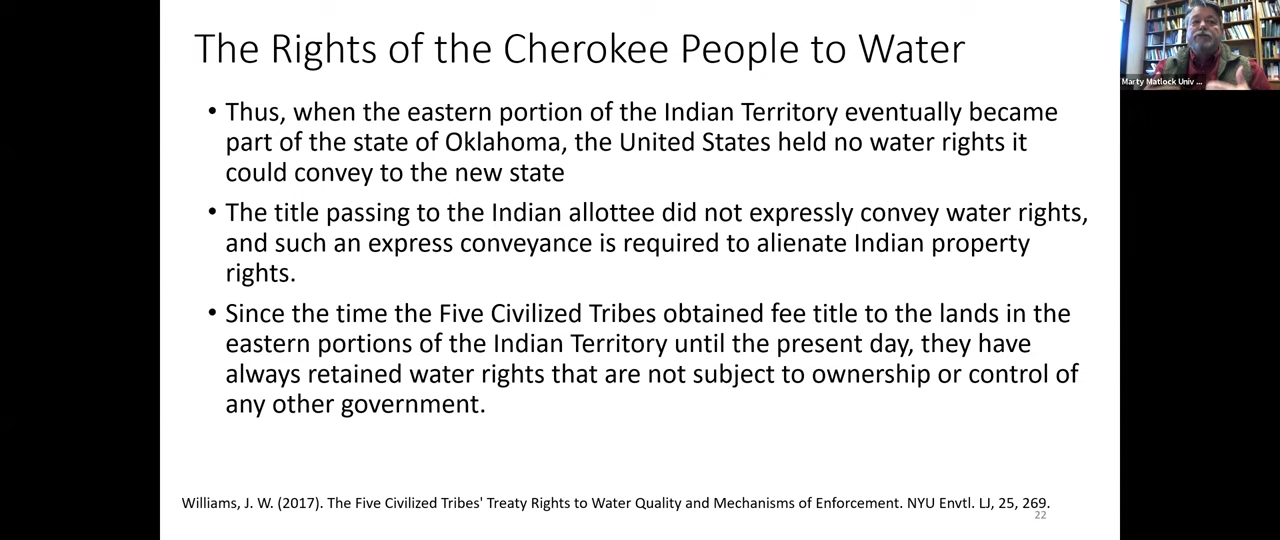 The Rights of the Cherokee People to Water
Marty Matlock Univ ...
• Thus, when the eastern portion of the Indian Territory eventually became
part of the state of Oklahoma, the United States held no water rights it
could convey to the new state
• The title passing to the Indian allottee did not expressly convey water rights,
and such an express conveyance is required to alienate Indian property
rights.
• Since the time the Five Civilized Tribes obtained fee title to the lands in the
eastern portions of the Indian Territory until the present day, they have
always retained water rights that are not subject to ownership or control of
any other government.
Williams, J. W. (2017). The Five Civilized Tribes' Treaty Rights to Water Quality and Mechanisms of Enforcement. NYU Envtl. LJ, 25, 269.
22